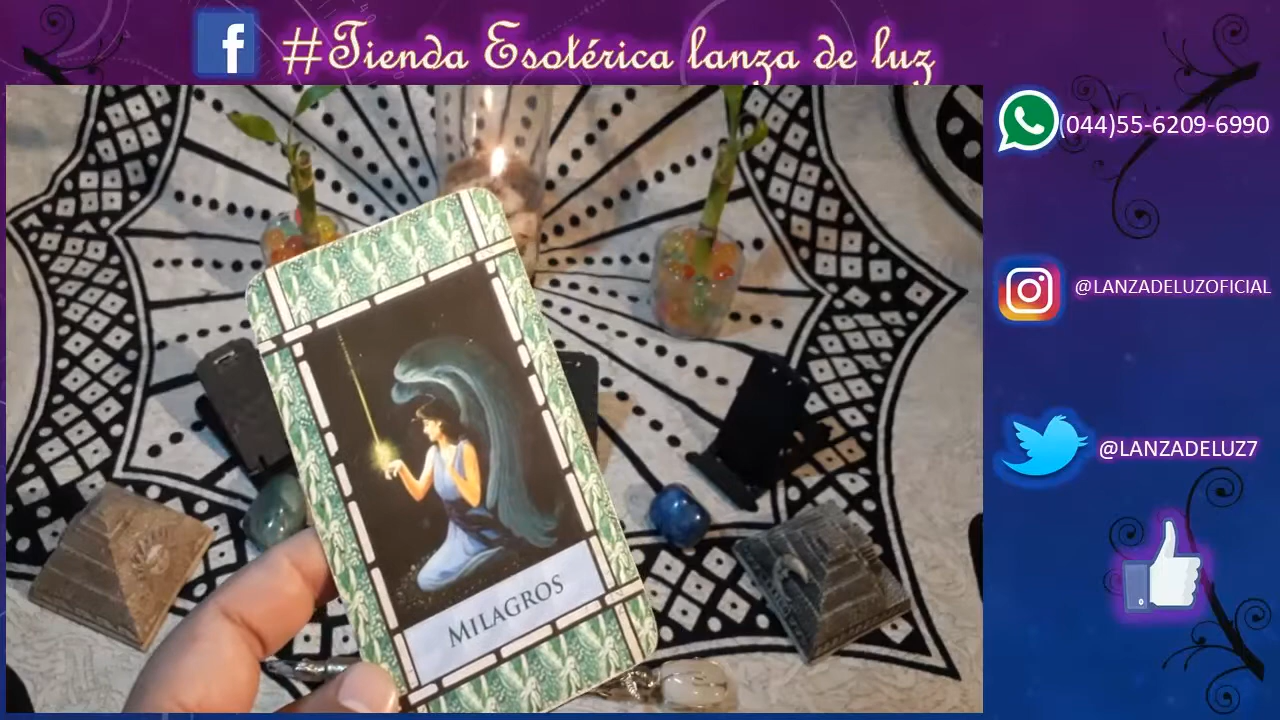 #Tienda Esotérica lanza de luz
(044)55-6209-6990
@LANZADELUZOFICIAL
@LANZADELUZ7
MILAGROS